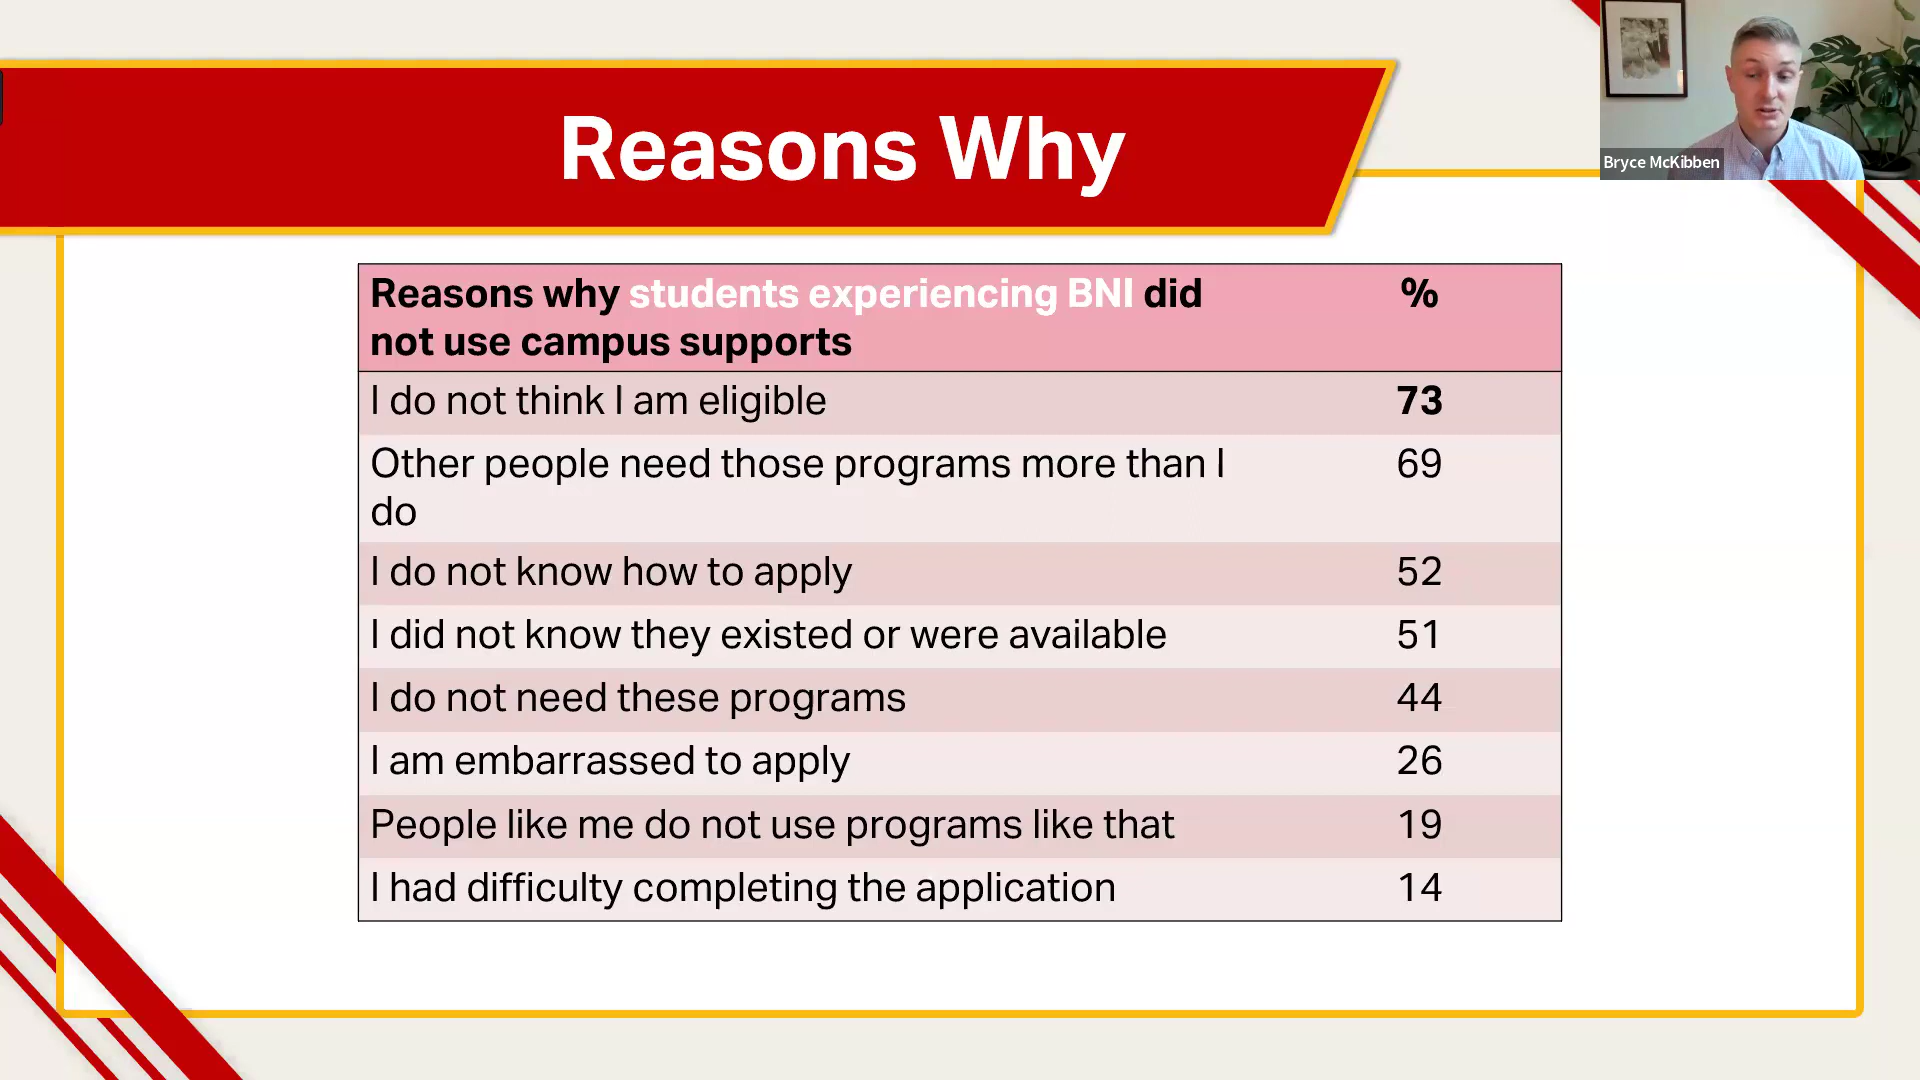 Reasons Why
Bryce McKibben
Reasons why students experiencing BNI did %
not use campus supports
I do not think I am eligible 73
Other people need those programs more than I 69
do
I do not know how to apply 52
I did not know they existed or were available 51
I do not need these programs 44
I am embarrassed to apply 26
People like me do not use programs like that 19
I had difficulty completing the application 14